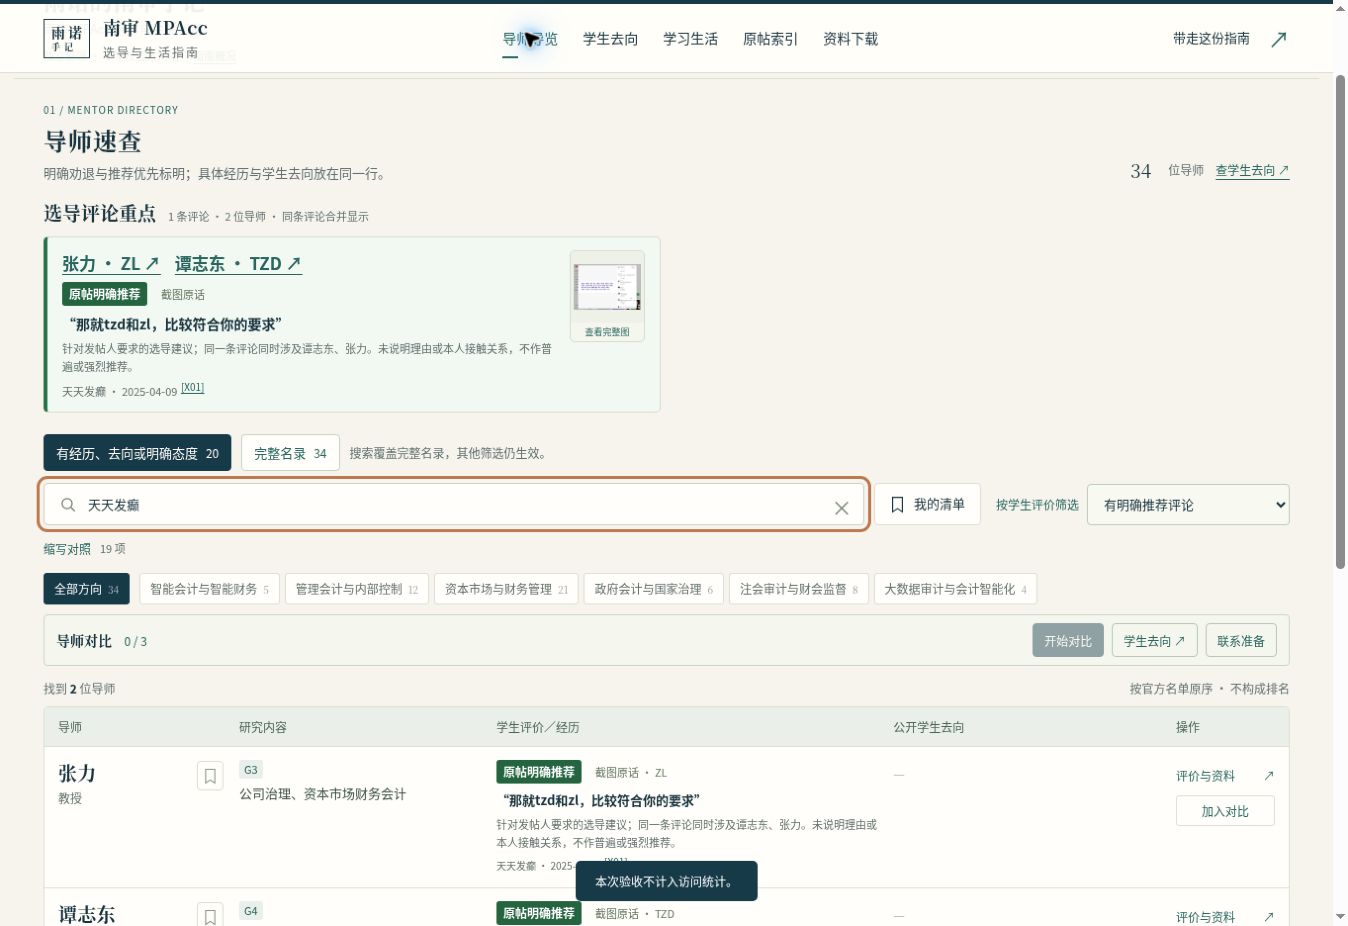 雨诺
手记
南审 MPAcc
选导与生活指南
导师导览
学生去向
学习生活
原帖索引
资料下载
带走这份指南 ↗
01 / MENTOR DIRECTORY
导师速查
明确劝退与推荐优先标明；具体经历与学生去向放在同一行。
34 位导师 查学生去向 ↗
选导评论重点 1 条评论 · 2 位导师 · 同条评论合并显示
张力 · ZL ↗ 谭志东 · TZD ↗
原帖明确推荐 截图原话
“那就tzd和zl，比较符合你的要求”
针对发帖人要求的选导建议；同一条评论同时涉及谭志东、张力。未说明理由或本人接触关系，不作普
遍或强烈推荐。
天天发癫 · 2025-04-09 [X01]
查看完整图
有经历、去向或明确态度 20 完整名录 34 搜索覆盖完整名录，其他筛选仍生效。
天天发癫
我的清单
按学生评价筛选
有明确推荐评论
缩写对照 19 项
全部方向 34
智能会计与智能财务 5
管理会计与内部控制 12
资本市场与财务管理 21
政府会计与国家治理 6
注会审计与财会监督 8
大数据审计与会计智能化 4
导师对比 0 / 3
开始对比
学生去向 ↗
联系准备
找到 2 位导师
按官方名单原序 · 不构成排名
导师
研究内容
学生评价／经历
公开学生去向
操作
张力
教授
G3
公司治理、资本市场财务会计
原帖明确推荐 截图原话 · ZL
“那就tzd和zl，比较符合你的要求”
针对发帖人要求的选导建议；同一条评论同时涉及谭志东、张力。未说明理由或
本人接触关系，不作普遍或强烈推荐。
天天发癫 · 2025-
—
评价与资料 ↗
加入对比
本次验收不计入访问统计。
谭志东
G4
原帖明确推荐 截图原话 · TZD
—
评价与资料 ↗